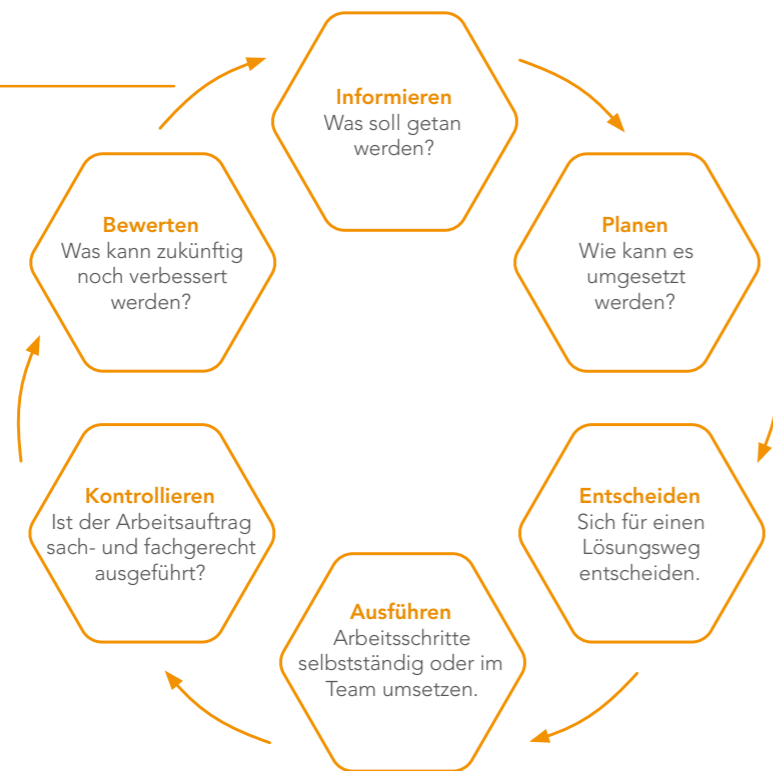 Informieren
Was soll getan
werden?
Planen
Wie kann es
umgesetzt
werden?
Entscheiden
Sich für einen
Lösungsweg
entscheiden.
Ausführen
Arbeitsschritte
selbstständig oder im
Team umsetzen.
Kontrollieren
Ist der Arbeitsauftrag
sach- und fachgerecht
ausgeführt?
Bewerten
Was kann zukünftig
noch verbessert
werden?